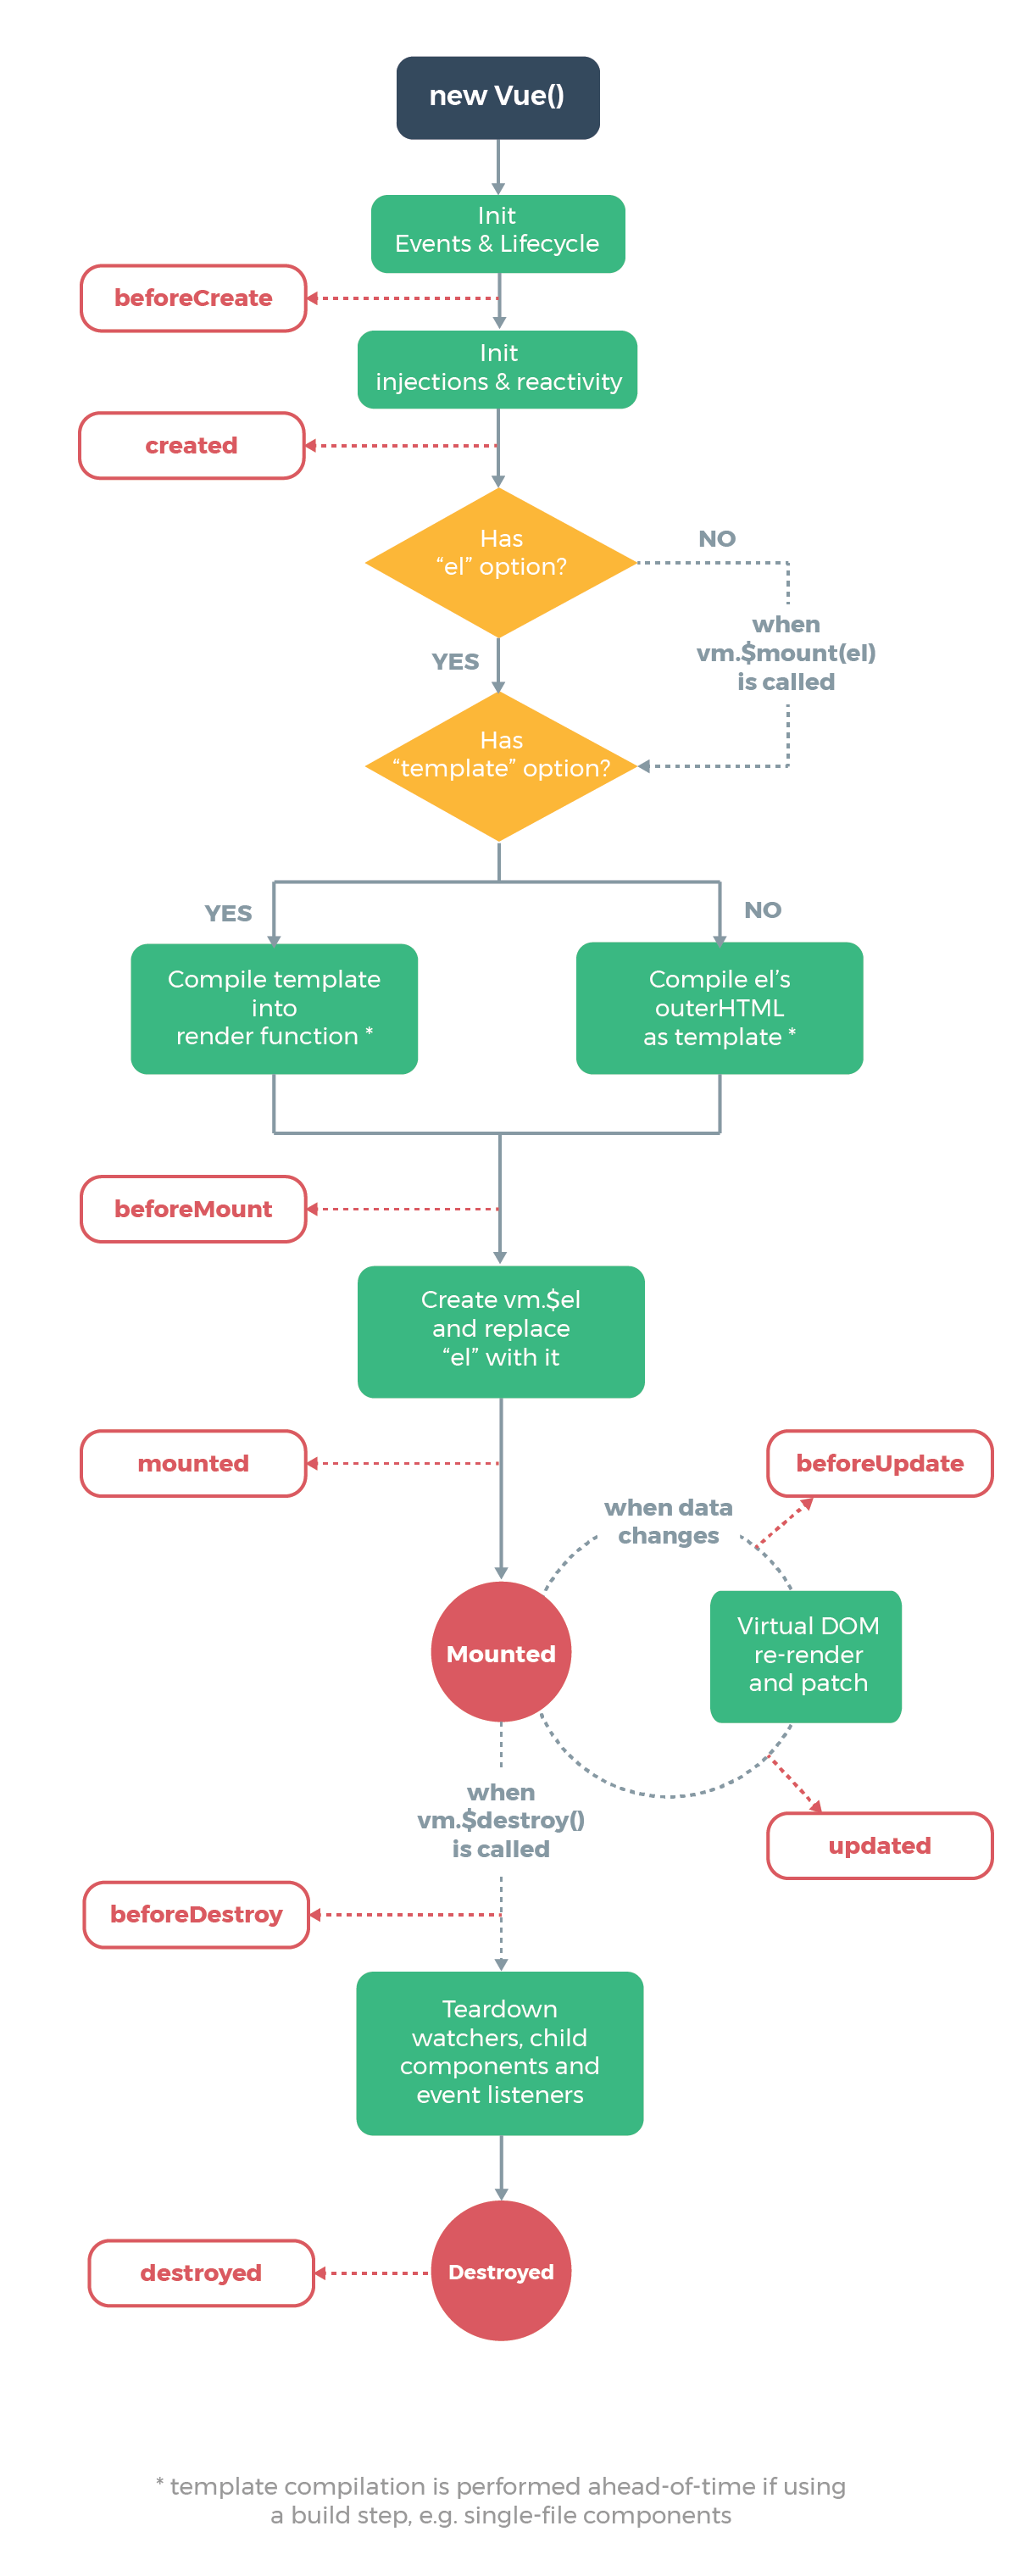 new Vue()
Init
Events & Lifecycle
beforeCreate
Init
injections & reactivity
created
Has
“el” option?
NO
when
vm.$mount(el)
is called
YES
Has
“template” option?
YES
NO
Compile template
into
render function *
Compile el’s
outerHTML
as template *
beforeMount
Create vm.$el
and replace
“el” with it
mounted
beforeUpdate
when data
changes
Mounted
Virtual DOM
re-render
and patch
when
vm.$destroy()
is called
updated
beforeDestroy
Teardown
watchers, child
components and
event listeners
destroyed
Destroyed
* template compilation is performed ahead-of-time if using
a build step, e.g. single-file components